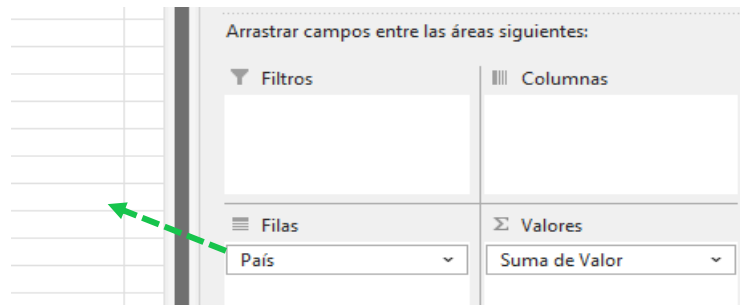 Arrastrar campos entre las áreas siguientes:
Filtros
Columnas
Filas
Σ Valores
País
Suma de Valor